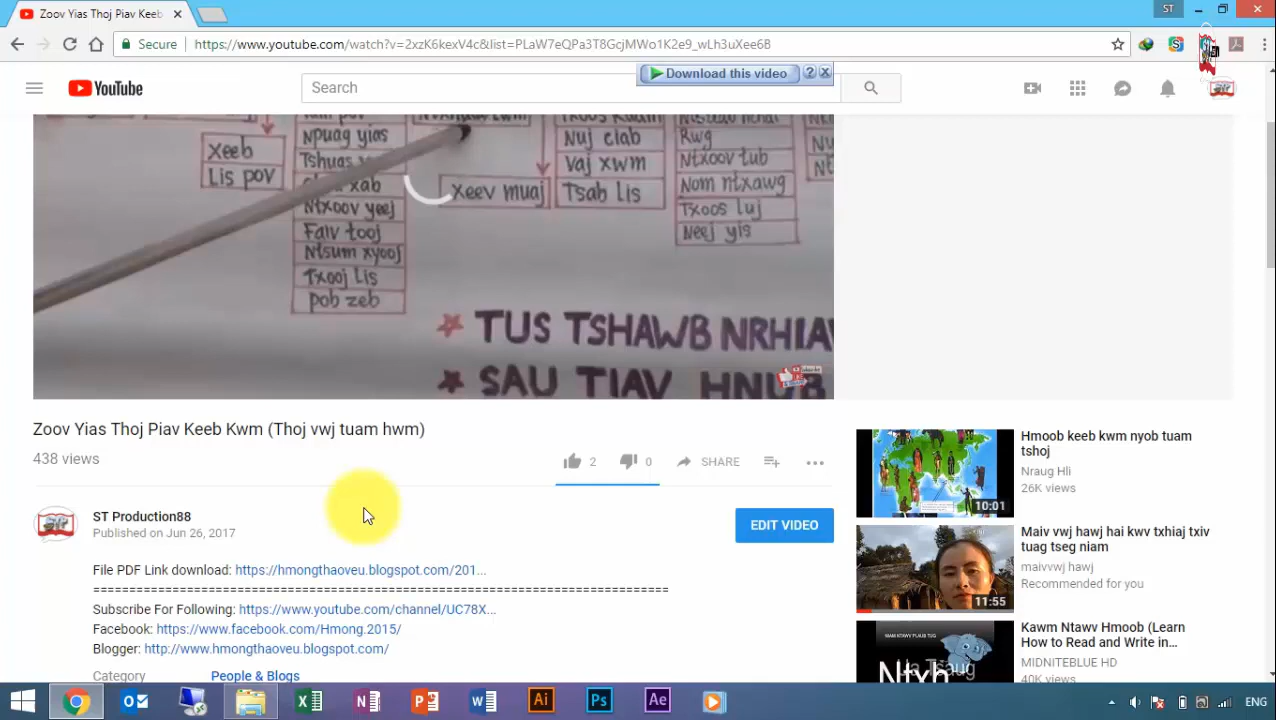 Zoov Yias Thoj Piav Keeb
ST
Secure
https://www.youtube.com/watch?v=2xzK6kexV4c&list=PLaW7eQPa3T8GcjMWo1K2e9_wLh3uXee6B
YouTube
Search
Download this video
Xeeb
Lis pov
Npuag yias
Ntxoov yeej
Faiv tooj
Ntsum xyooj
Txooj lis
pob zeb
Xeev muaj
Nuj ciab
Vaj xwm
Tsab lis
Rwg
Ntxoov tub
Nom ntxawg
Txoos luj
Neej yis
TUS TSHAWB NRHIAV
SAU TIAV HNUB
Zoov Yias Thoj Piav Keeb Kwm (Thoj vwj tuam hwm)
438 views
2
0
SHARE
ST Production88
Published on Jun 26, 2017
EDIT VIDEO
File PDF Link download: https://hmongthaoveu.blogspot.com/201...
================================================================================
Subscribe For Following: https://www.youtube.com/channel/UC78X...
Facebook: https://www.facebook.com/Hmong.2015/
Blogger: http://www.hmongthaoveu.blogspot.com/
Category
People & Blogs
10:01
Hmoob keeb kwm nyob tuam
tshoj
Nraug Hli
26K views
11:55
Maiv vwj hawj hai kwv txhiaj txiv
tuag tseg niam
maivvwj hawj
Recommended for you
Kawm Ntawv Hmoob (Learn
How to Read and Write in...
MIDNITEBLUE HD
40K views
ENG